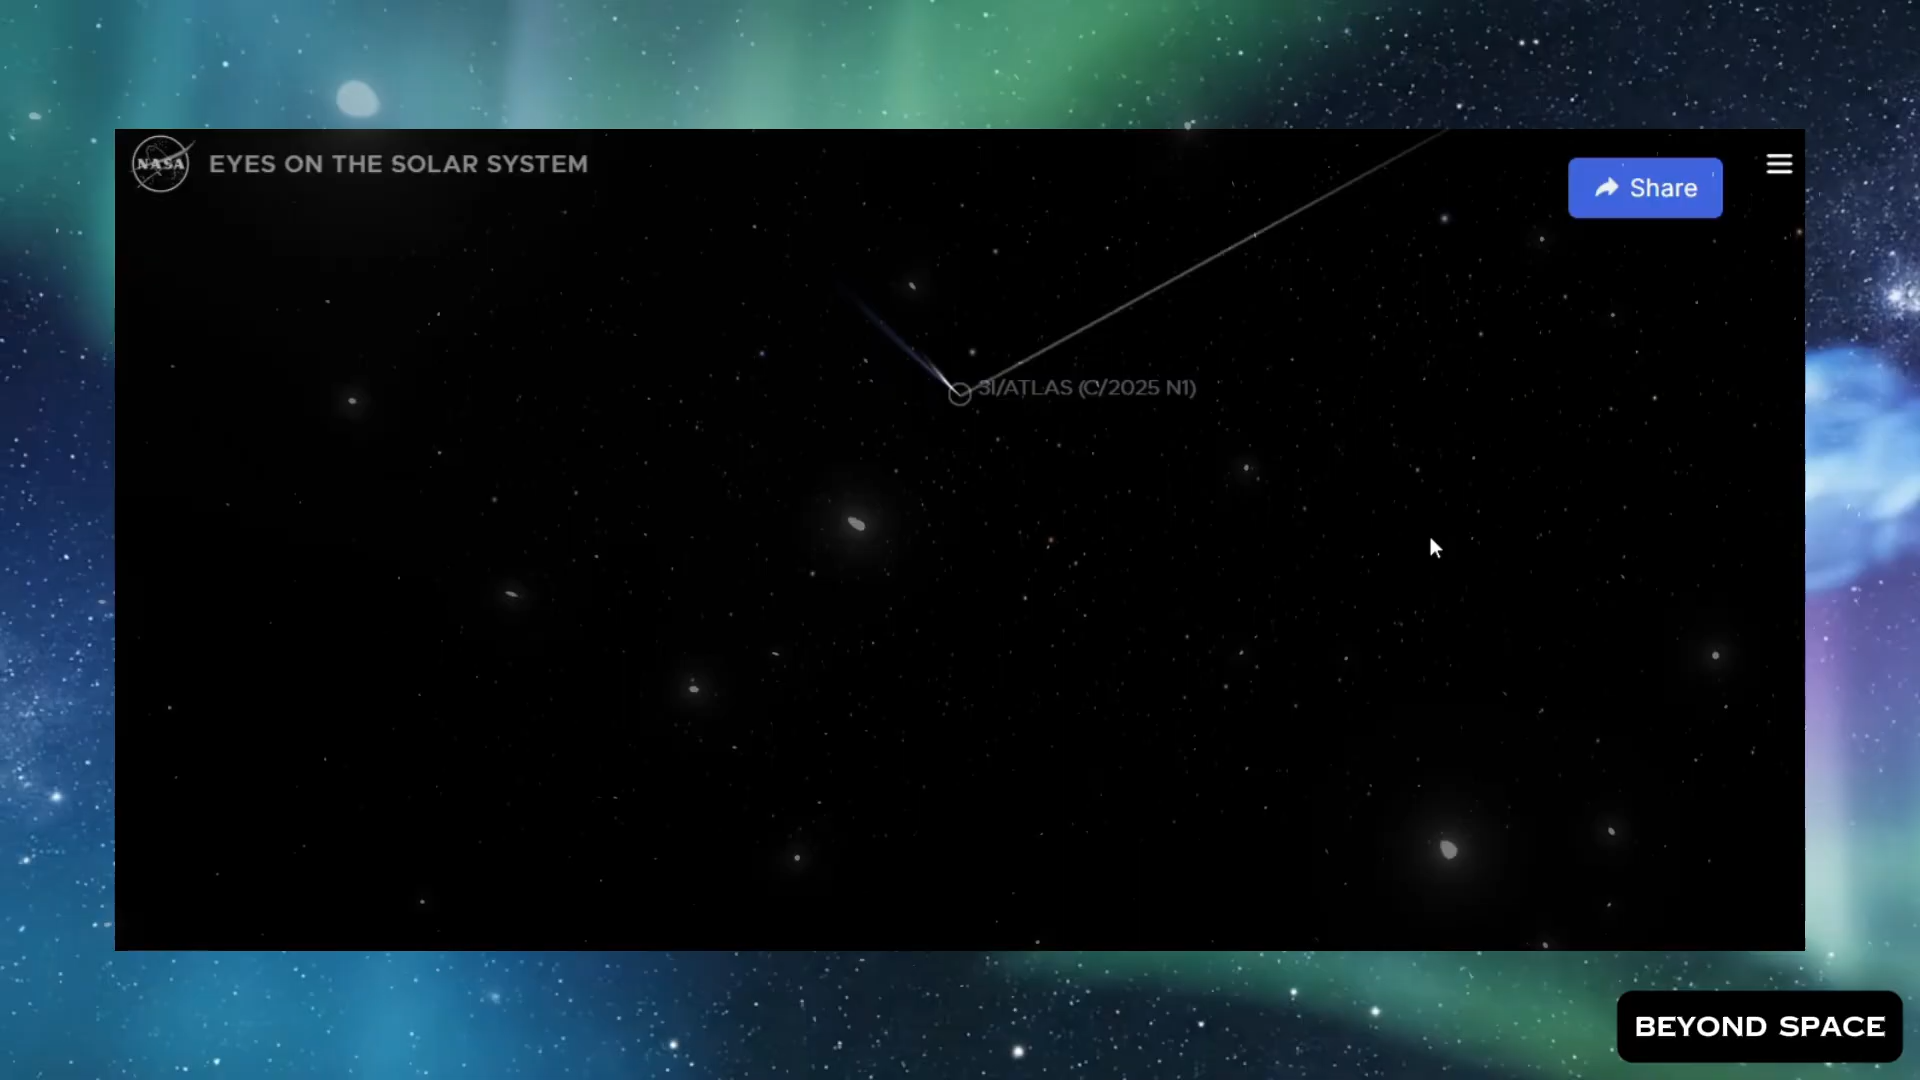 NASA
EYES ON THE SOLAR SYSTEM
Share
3I/ATLAS (C/2025 N1)
BEYOND SPACE